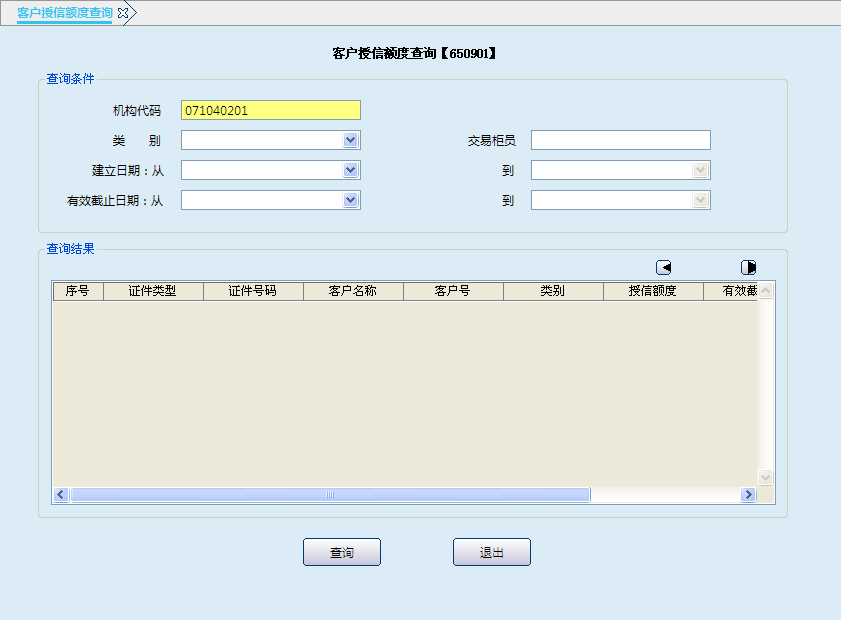 客户授信额度查询
客户授信额度查询【650901】
查询条件
机构代码 071040201
类 别 交易柜员
建立日期：从 到
有效截止日期：从 到
查询结果
序号 证件类型 证件号码 客户名称 客户号 类别 授信额度 有效截
查询 退出